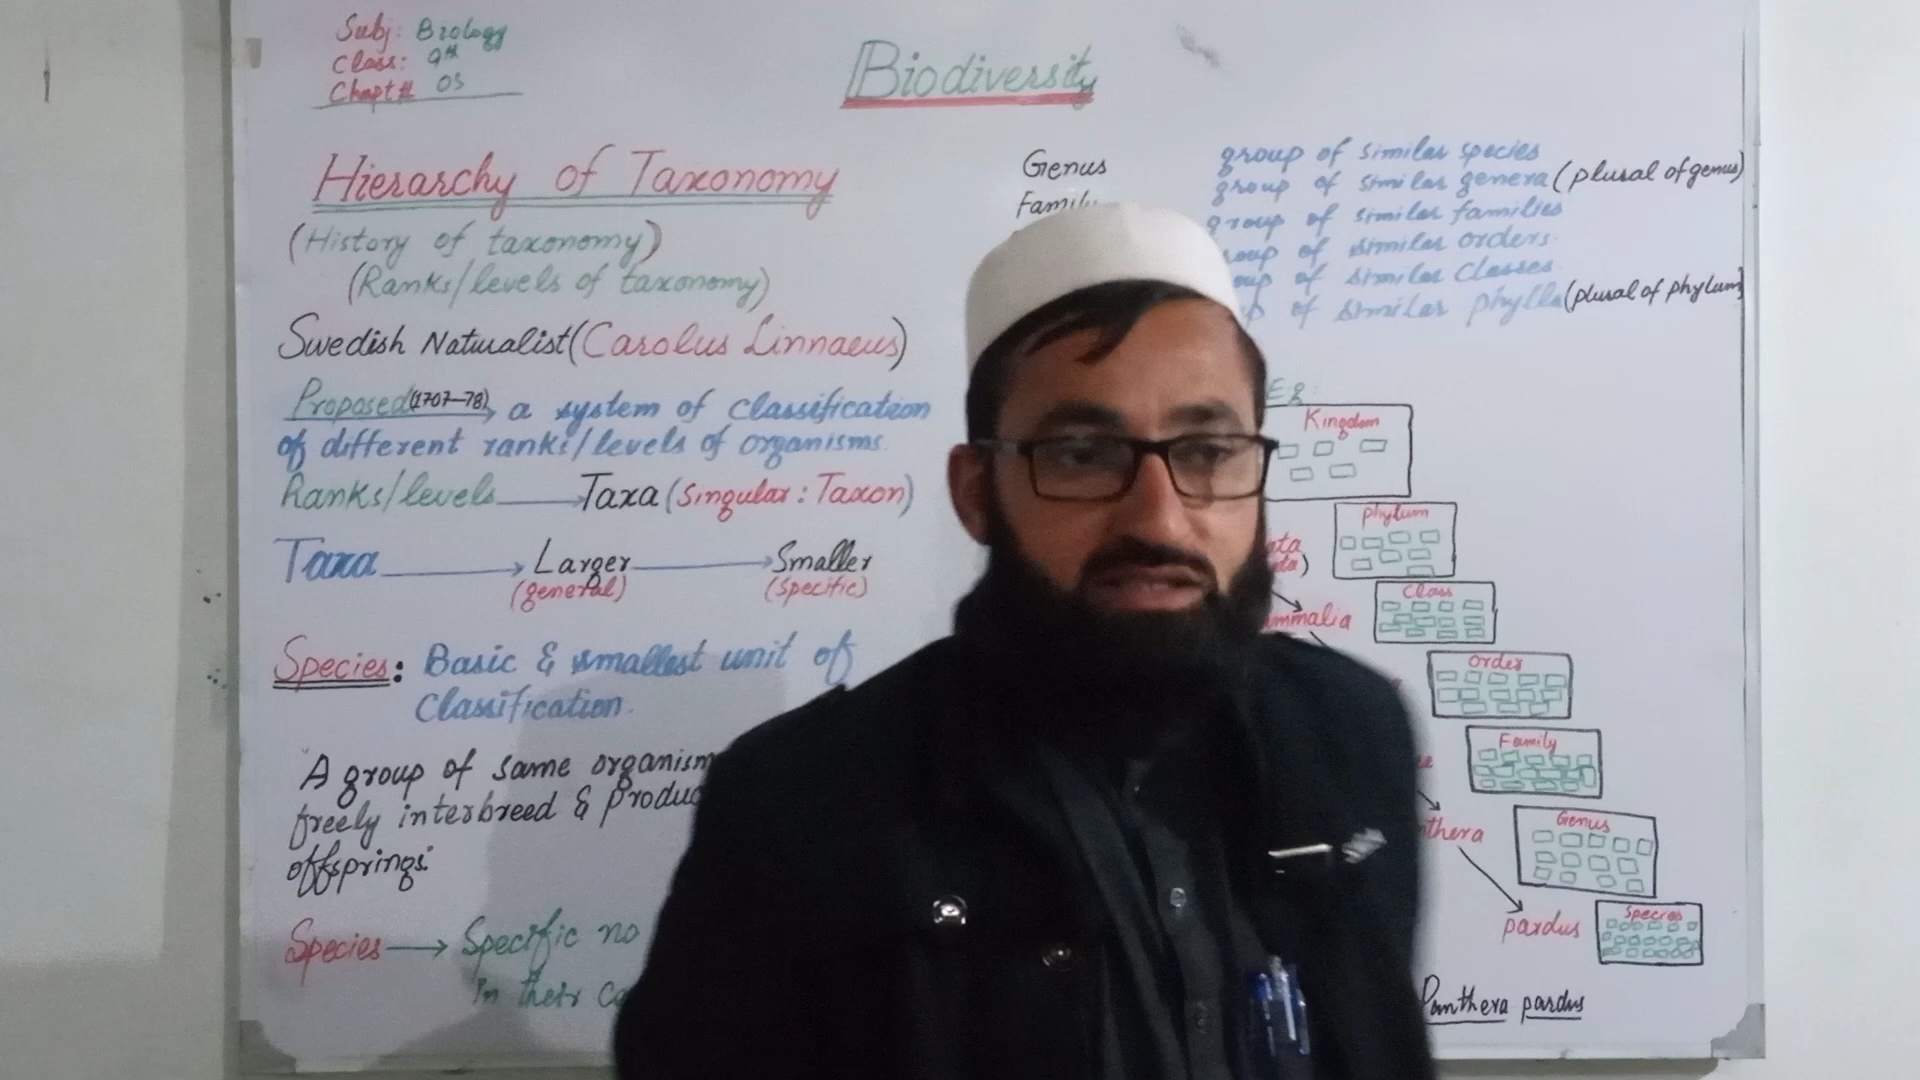 Subj: Biology
Class: 9th
Chapt# 05
Biodiversity
Hierarchy of Taxonomy
(History of taxonomy)
(Ranks/levels of taxonomy)
Swedish Naturalist (Carolus Linnaeus)
Proposed (1707-78) a system of classification
of different ranks/levels of organisms.
Ranks/levels Taxa (Singular: Taxon)
Taxa Larger Smaller
(general) (specific)
Species: Basic & smallest unit of
Classification.
"A group of same organism
freely interbreed & produc
offsprings"
Species Specific no
in their
Genus group of similar species
Family group of similar genera (plural of genus)
group of similar families
of similar orders.
of similar Classes.
of similar phylla (plural of phylum)
Kingdom
Phylum
Class
mmalia
Order
Family
Genus
thera
Species
pardus
Panthera pardus